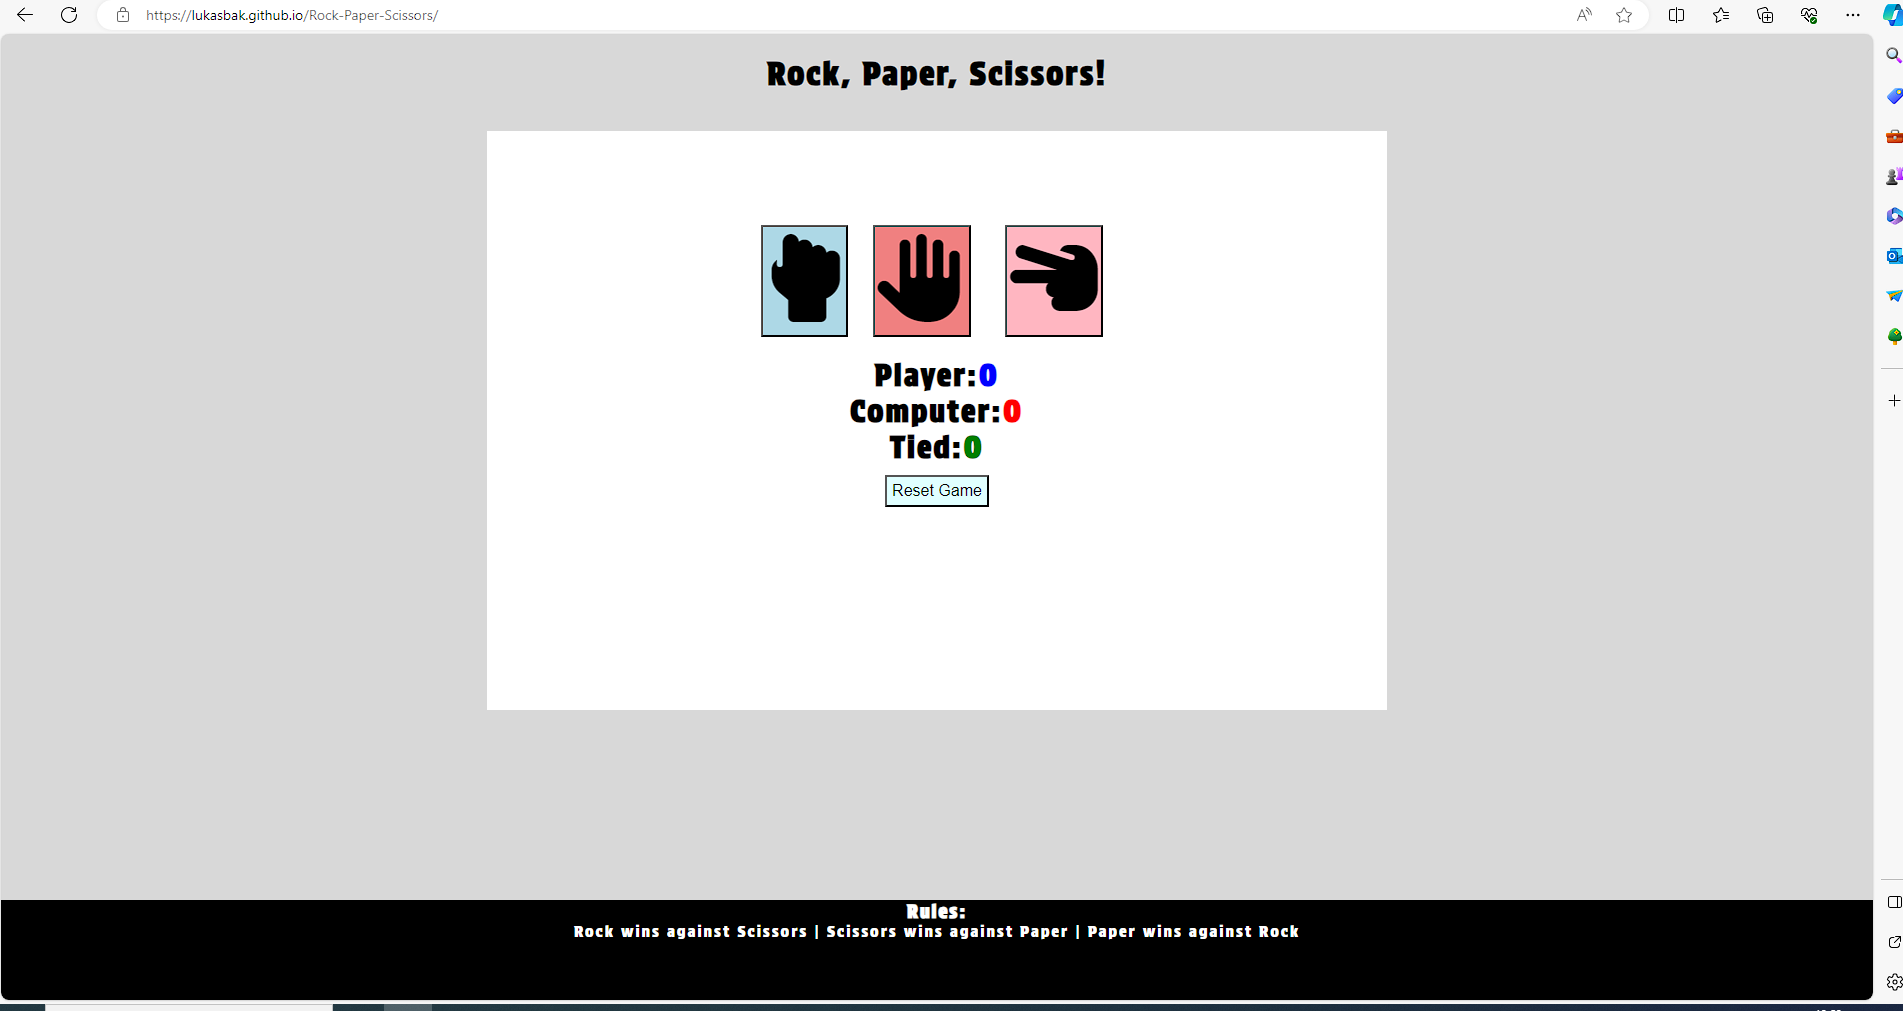 https://lukasbak.github.io/Rock-Paper-Scissors/
Rock, Paper, Scissors!
Player:0
Computer:0
Tied:0
Reset Game
Rules:
Rock wins against Scissors | Scissors wins against Paper | Paper wins against Rock